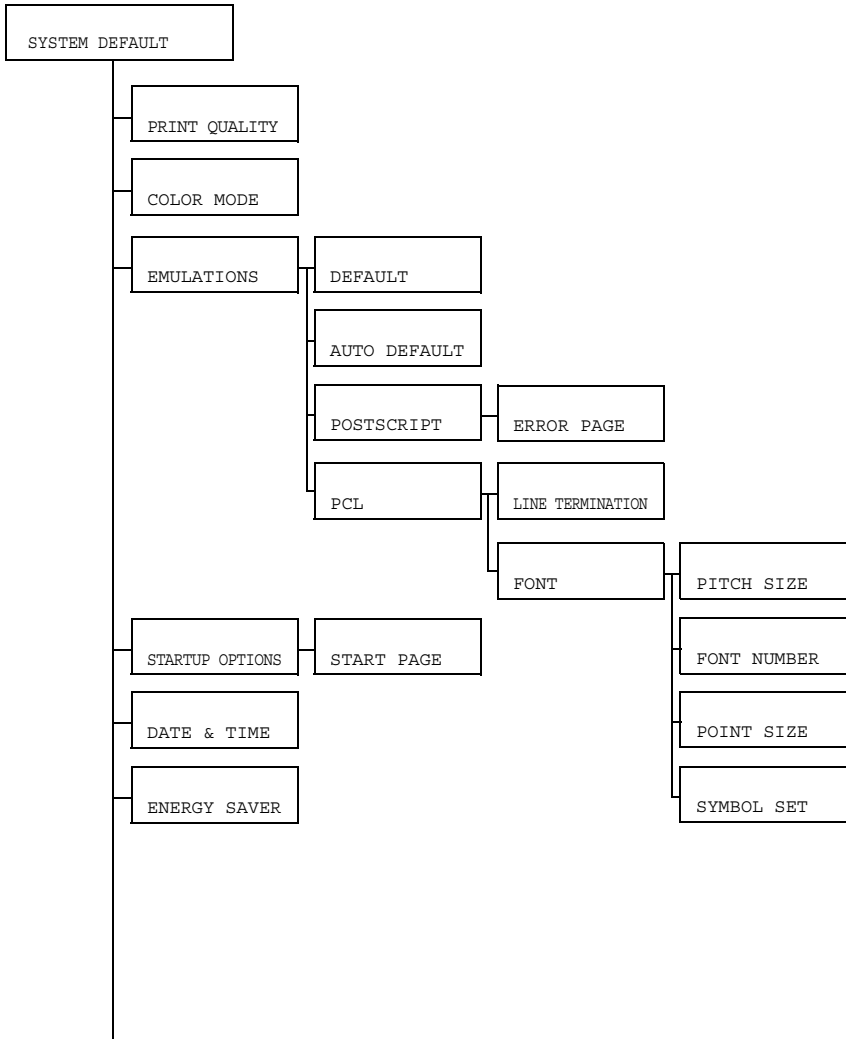 SYSTEM DEFAULT
PRINT QUALITY
COLOR MODE
EMULATIONS
DEFAULT
AUTO DEFAULT
POSTSCRIPT
ERROR PAGE
PCL
LINE TERMINATION
FONT
PITCH SIZE
STARTUP OPTIONS
START PAGE
FONT NUMBER
DATE & TIME
POINT SIZE
ENERGY SAVER
SYMBOL SET